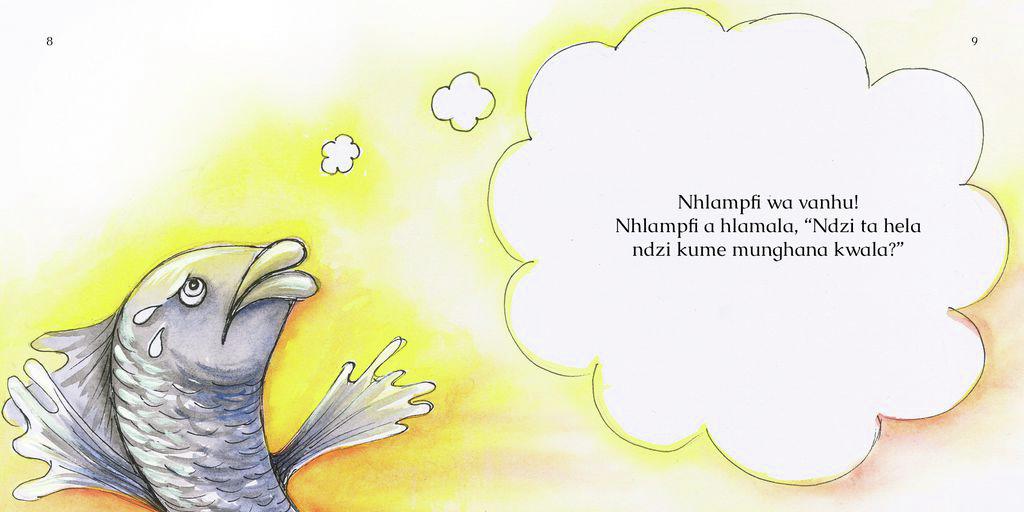 8
9
Nhlampfi wa vanhu!
Nhlampfi a hlamala, “Ndzi ta hela
ndzi kume munghana kwala?”